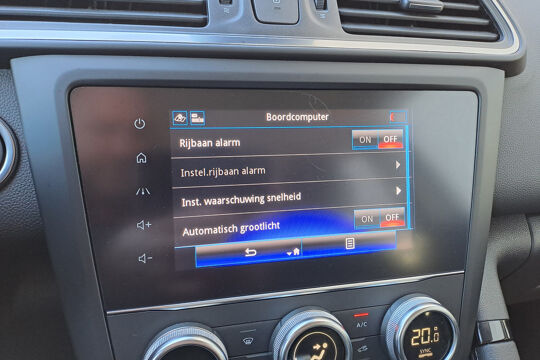 Boordcomputer
Rijbaan alarm ON OFF
Instel.rijbaan alarm
Inst. waarschuwing snelheid
Automatisch grootlicht ON OFF
A/C
20.0
SYNC